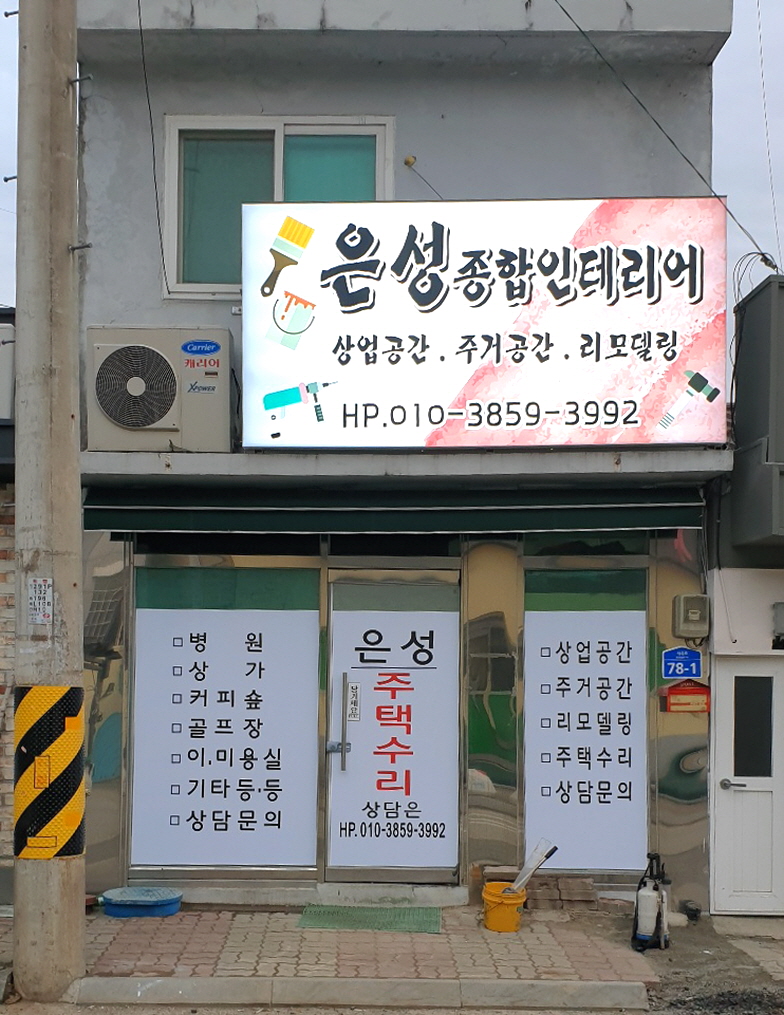 은성종합인테리어
상업공간 . 주거공간 . 리모델링
HP.010-3859-3992
Carrier
캐리어
XPOWER
□ 병 원
□ 상 가
□ 커 피 숖
□ 골 프 장
□ 이.미용실
□ 기타등·등
□ 상담문의
은성
주택수리
상담은
HP. 010-3859-3992
□ 상업공간
□ 주거공간
□ 리모델링
□ 주택수리
□ 상담문의
78-1